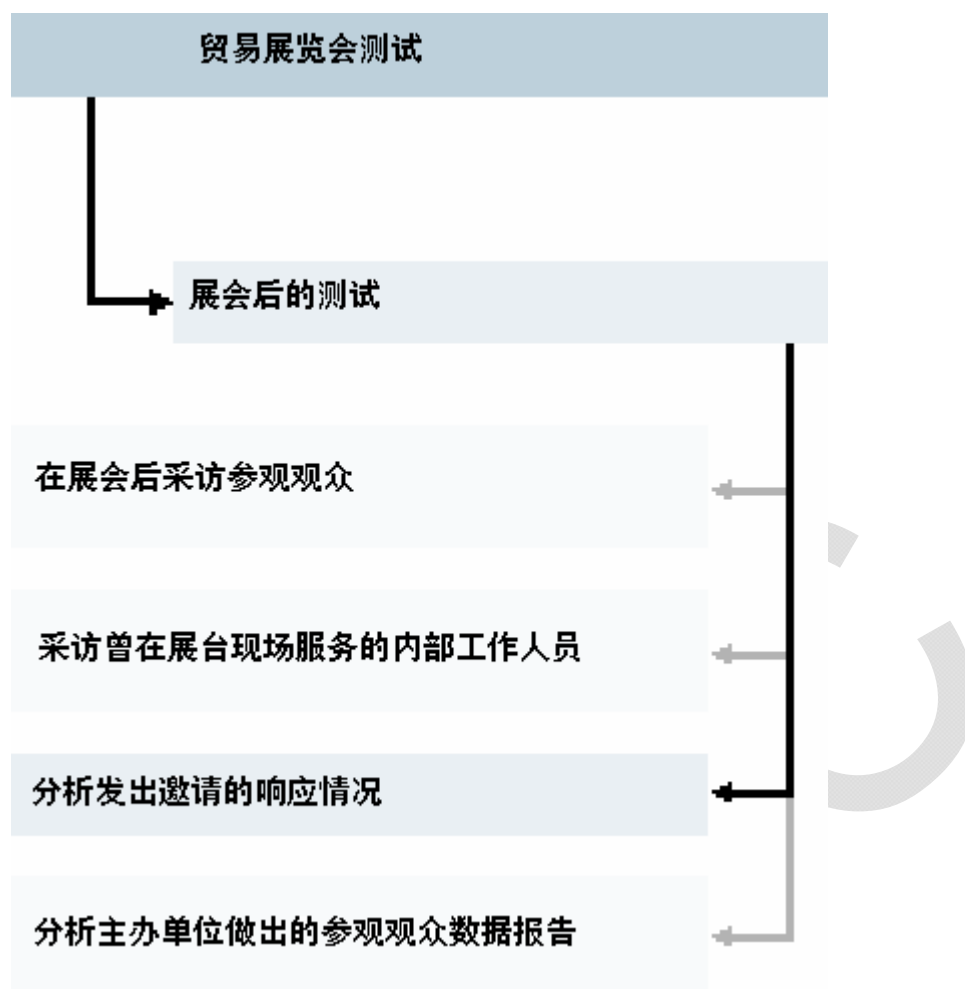 贸易展览会测试
展会后的测试
在展会后采访参观观众
采访曾在展台现场服务的内部工作人员
分析发出邀请的响应情况
分析主办单位做出的参观观众数据报告